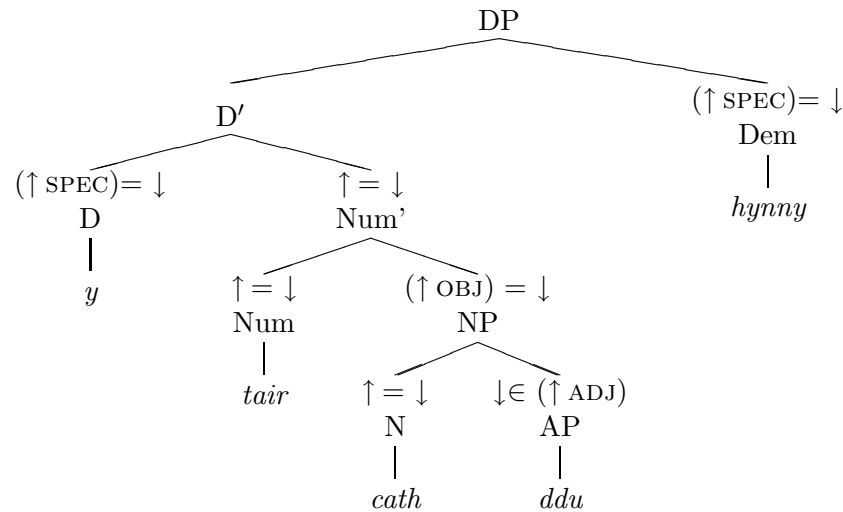 DP
D′ (↑ SPEC)= ↓
Dem
hynny
(↑ SPEC)= ↓ ↑ = ↓
D Num'
y
↑ = ↓ (↑ OBJ) = ↓
Num NP
tair
↑ = ↓ ↓∈ (↑ ADJ)
N AP
cath ddu